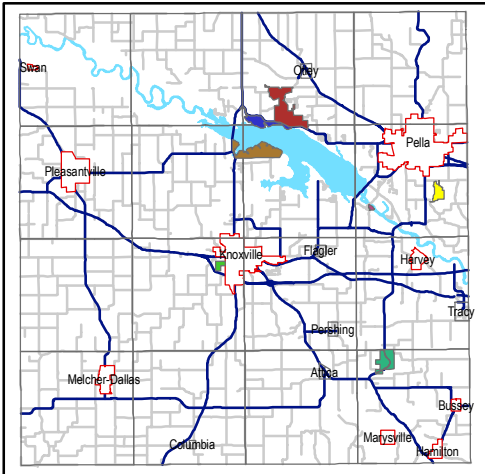 Swan
Otley
Pella
Pleasantville
Knoxville
Flagler
Harvey
Tracy
Pershing
Attica
Melcher-Dallas
Bussey
Columbia
Marysville
Hamilton